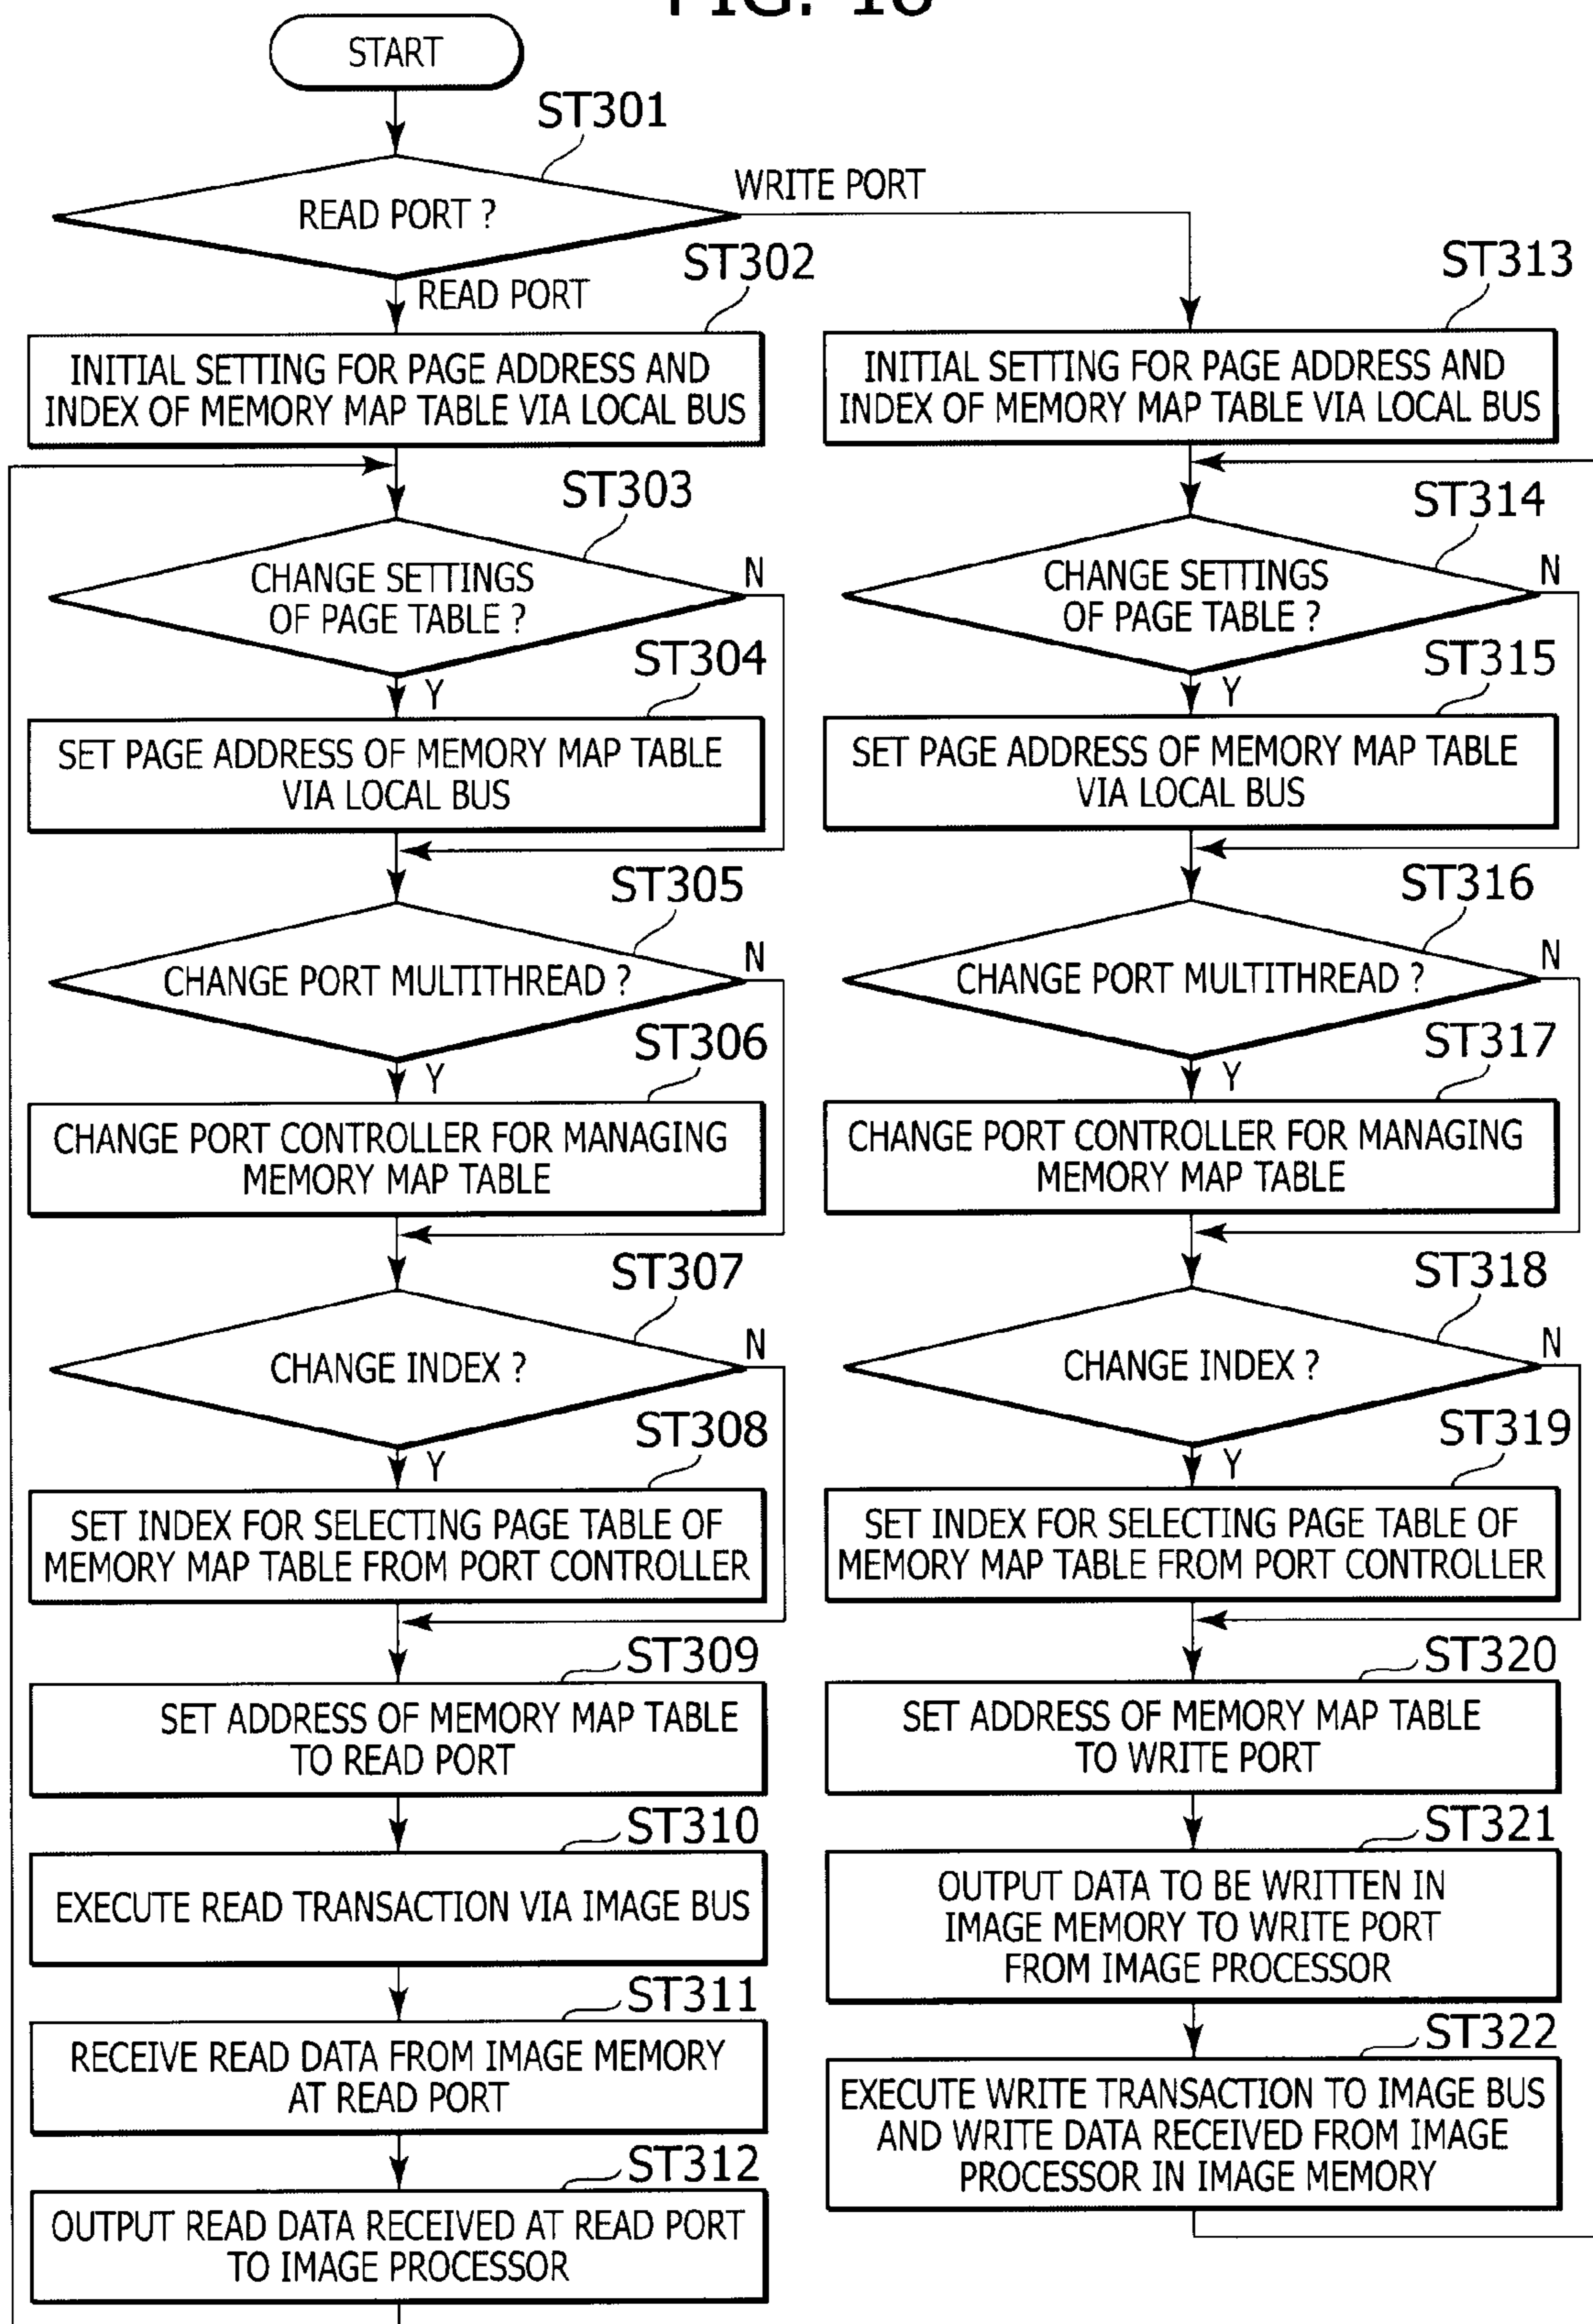 FIG.
START
ST301
READ PORT ?
WRITE PORT
READ PORT
ST302
INITIAL SETTING FOR PAGE ADDRESS AND
INDEX OF MEMORY MAP TABLE VIA LOCAL BUS
ST303
CHANGE SETTINGS
OF PAGE TABLE ?
N
Y
ST304
SET PAGE ADDRESS OF MEMORY MAP TABLE
VIA LOCAL BUS
ST305
CHANGE PORT MULTITHREAD ?
N
Y
ST306
CHANGE PORT CONTROLLER FOR MANAGING
MEMORY MAP TABLE
ST307
CHANGE INDEX ?
N
Y
ST308
SET INDEX FOR SELECTING PAGE TABLE OF
MEMORY MAP TABLE FROM PORT CONTROLLER
ST309
SET ADDRESS OF MEMORY MAP TABLE
TO READ PORT
ST310
EXECUTE READ TRANSACTION VIA IMAGE BUS
ST311
RECEIVE READ DATA FROM IMAGE MEMORY
AT READ PORT
ST312
OUTPUT READ DATA RECEIVED AT READ PORT
TO IMAGE PROCESSOR
ST313
INITIAL SETTING FOR PAGE ADDRESS AND
INDEX OF MEMORY MAP TABLE VIA LOCAL BUS
ST314
CHANGE SETTINGS
OF PAGE TABLE ?
N
Y
ST315
SET PAGE ADDRESS OF MEMORY MAP TABLE
VIA LOCAL BUS
ST316
CHANGE PORT MULTITHREAD ?
N
Y
ST317
CHANGE PORT CONTROLLER FOR MANAGING
MEMORY MAP TABLE
ST318
CHANGE INDEX ?
N
Y
ST319
SET INDEX FOR SELECTING PAGE TABLE OF
MEMORY MAP TABLE FROM PORT CONTROLLER
ST320
SET ADDRESS OF MEMORY MAP TABLE
TO WRITE PORT
ST321
OUTPUT DATA TO BE WRITTEN IN
IMAGE MEMORY TO WRITE PORT
FROM IMAGE PROCESSOR
ST322
EXECUTE WRITE TRANSACTION TO IMAGE BUS
AND WRITE DATA RECEIVED FROM IMAGE
PROCESSOR IN IMAGE MEMORY